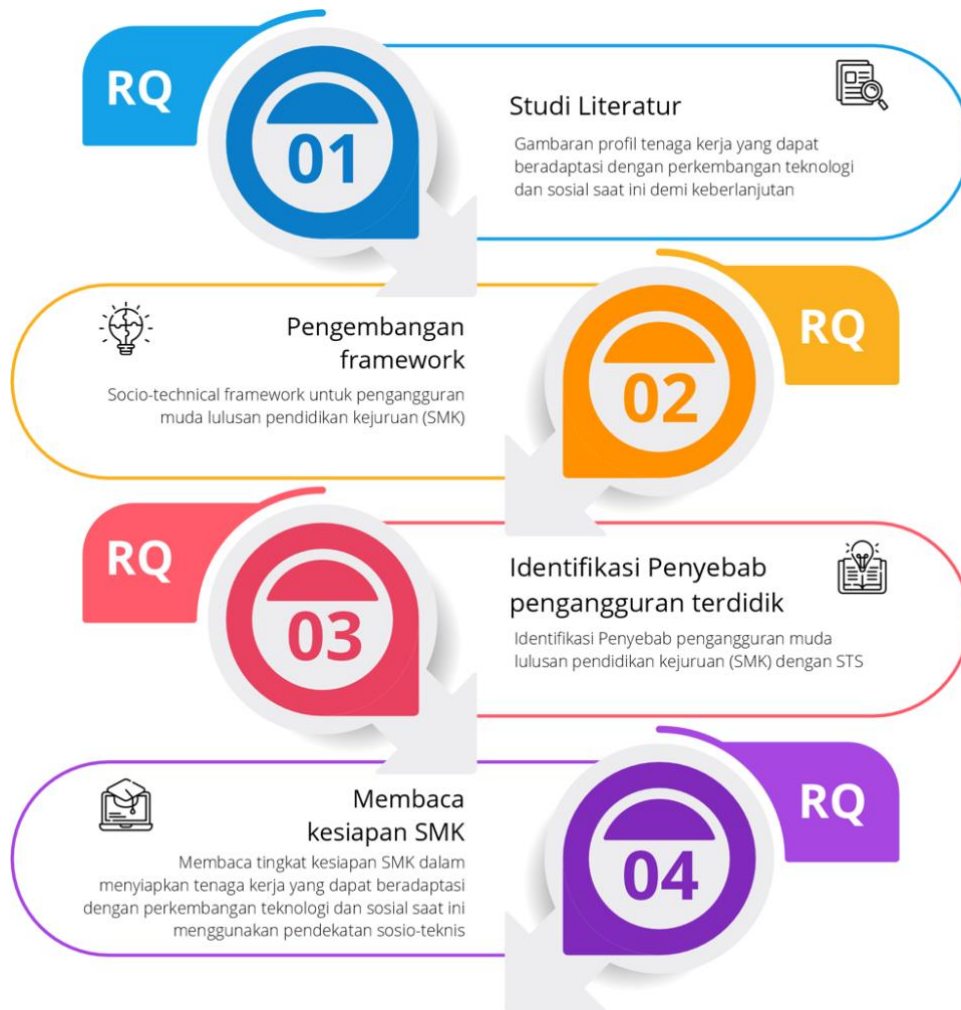 RQ
01
Studi Literatur
Gambaran profil tenaga kerja yang dapat
beradaptasi dengan perkembangan teknologi
dan sosial saat ini demi keberlanjutan
Pengembangan
framework
Socio-technical framework untuk pengangguran
muda lulusan pendidikan kejuruan (SMK)
RQ
02
RQ
03
Identifikasi Penyebab
pengangguran terdidik
Identifikasi Penyebab pengangguran muda
lulusan pendidikan kejuruan (SMK) dengan STS
Membaca
kesiapan SMK
Membaca tingkat kesiapan SMK dalam
menyiapkan tenaga kerja yang dapat beradaptasi
dengan perkembangan teknologi dan sosial saat ini
menggunakan pendekatan sosio-teknis
RQ
04